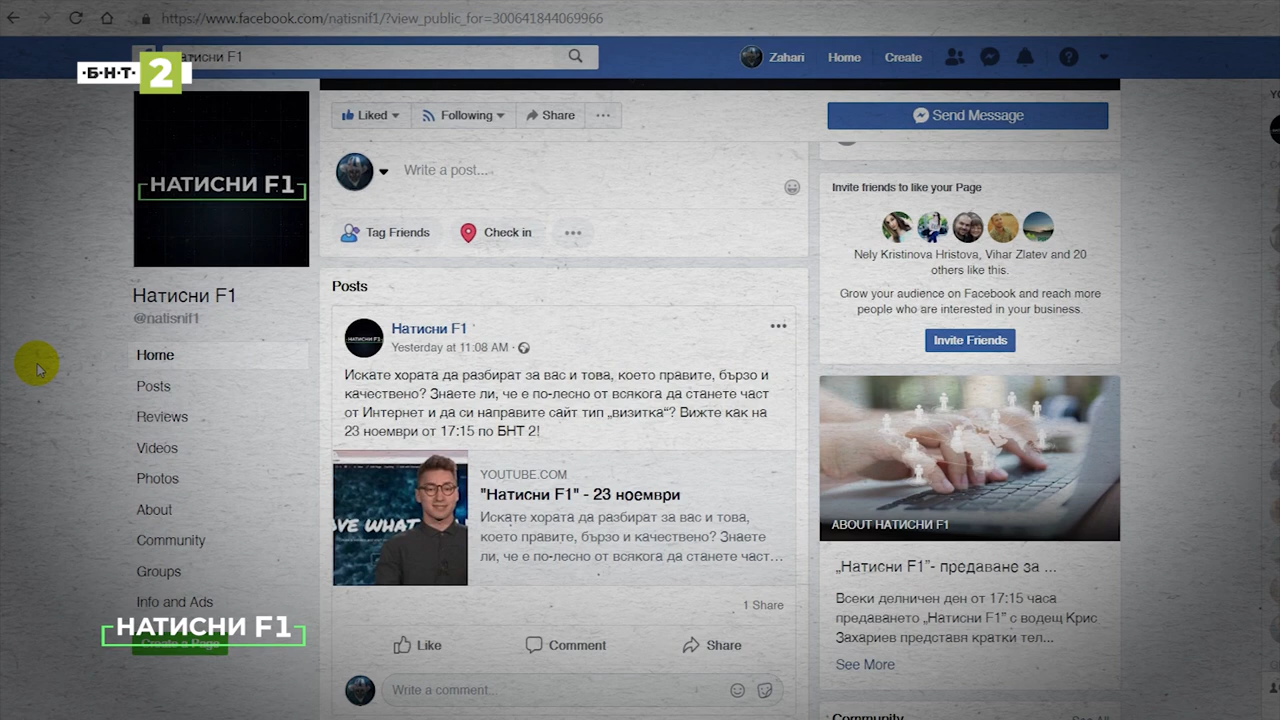 https://www.facebook.com/natisnif1/?view_public_for=300641844069966
·Б·Н·Т· 2
Zahari
Home
Create
НАТИСНИ F1
Натисни F1
@natisnif1
Home
Posts
Reviews
Videos
Photos
About
Community
Groups
Info and Ads
НАТИСНИ F1
Liked
Following
Share
Write a post...
Tag Friends
Check in
Posts
Натисни F1
Yesterday at 11:08 AM ·
Искате хората да разбират за вас и това, което правите, бързо и
качествено? Знаете ли, че е по-лесно от всякога да станете част
от Интернет и да си направите сайт тип „визитка“? Вижте как на
23 ноември от 17:15 по БНТ 2!
YOUTUBE.COM
"Натисни F1" - 23 ноември
Искате хората да разбират за вас и това,
което правите, бързо и качествено? Знаете
ли, че е по-лесно от всякога да станете част…
1 Share
Like
Comment
Share
Write a comment...
Send Message
Invite friends to like your Page
Nely Kristinova Hristova, Vihar Zlatev and 20
others like this.
Grow your audience on Facebook and reach more
people who are interested in your business.
Invite Friends
ABOUT НАТИСНИ F1
„Натисни F1”- предаване за ...
Всеки делничен ден от 17:15 часа
предаването „Натисни F1” с водещ Крис
Захариев представя кратки тел...
See More
Community
See All